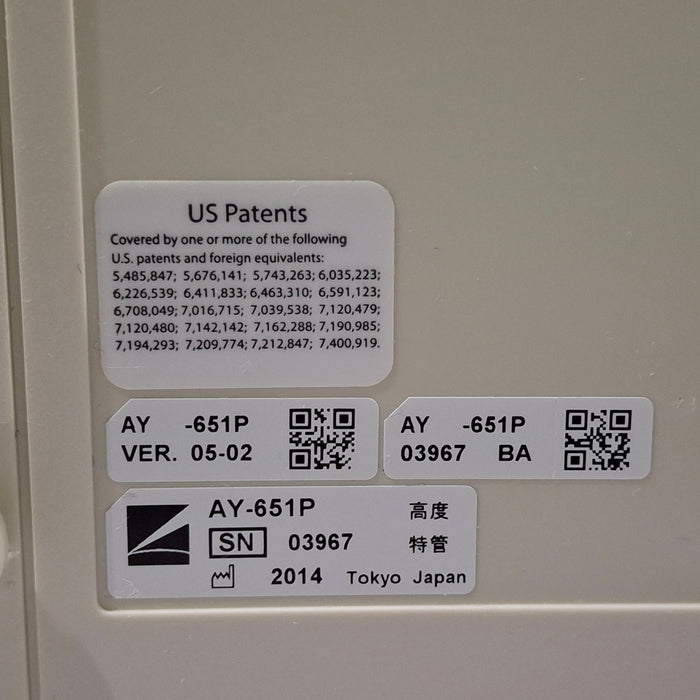 US Patents
Covered by one or more of the following
U.S. patents and foreign equivalents:
5,485,847; 5,676,141; 5,743,263; 6,035,223;
6,226,539; 6,411,833; 6,463,310; 6,591,123;
6,708,049; 7,016,715; 7,039,538; 7,120,479;
7,120,480; 7,142,142; 7,162,288; 7,190,985;
7,194,293; 7,209,774; 7,212,847; 7,400,919.
AY -651P
VER. 05-02
AY -651P
03967 BA
AY-651P 高度
SN 03967 特管
2014 Tokyo Japan